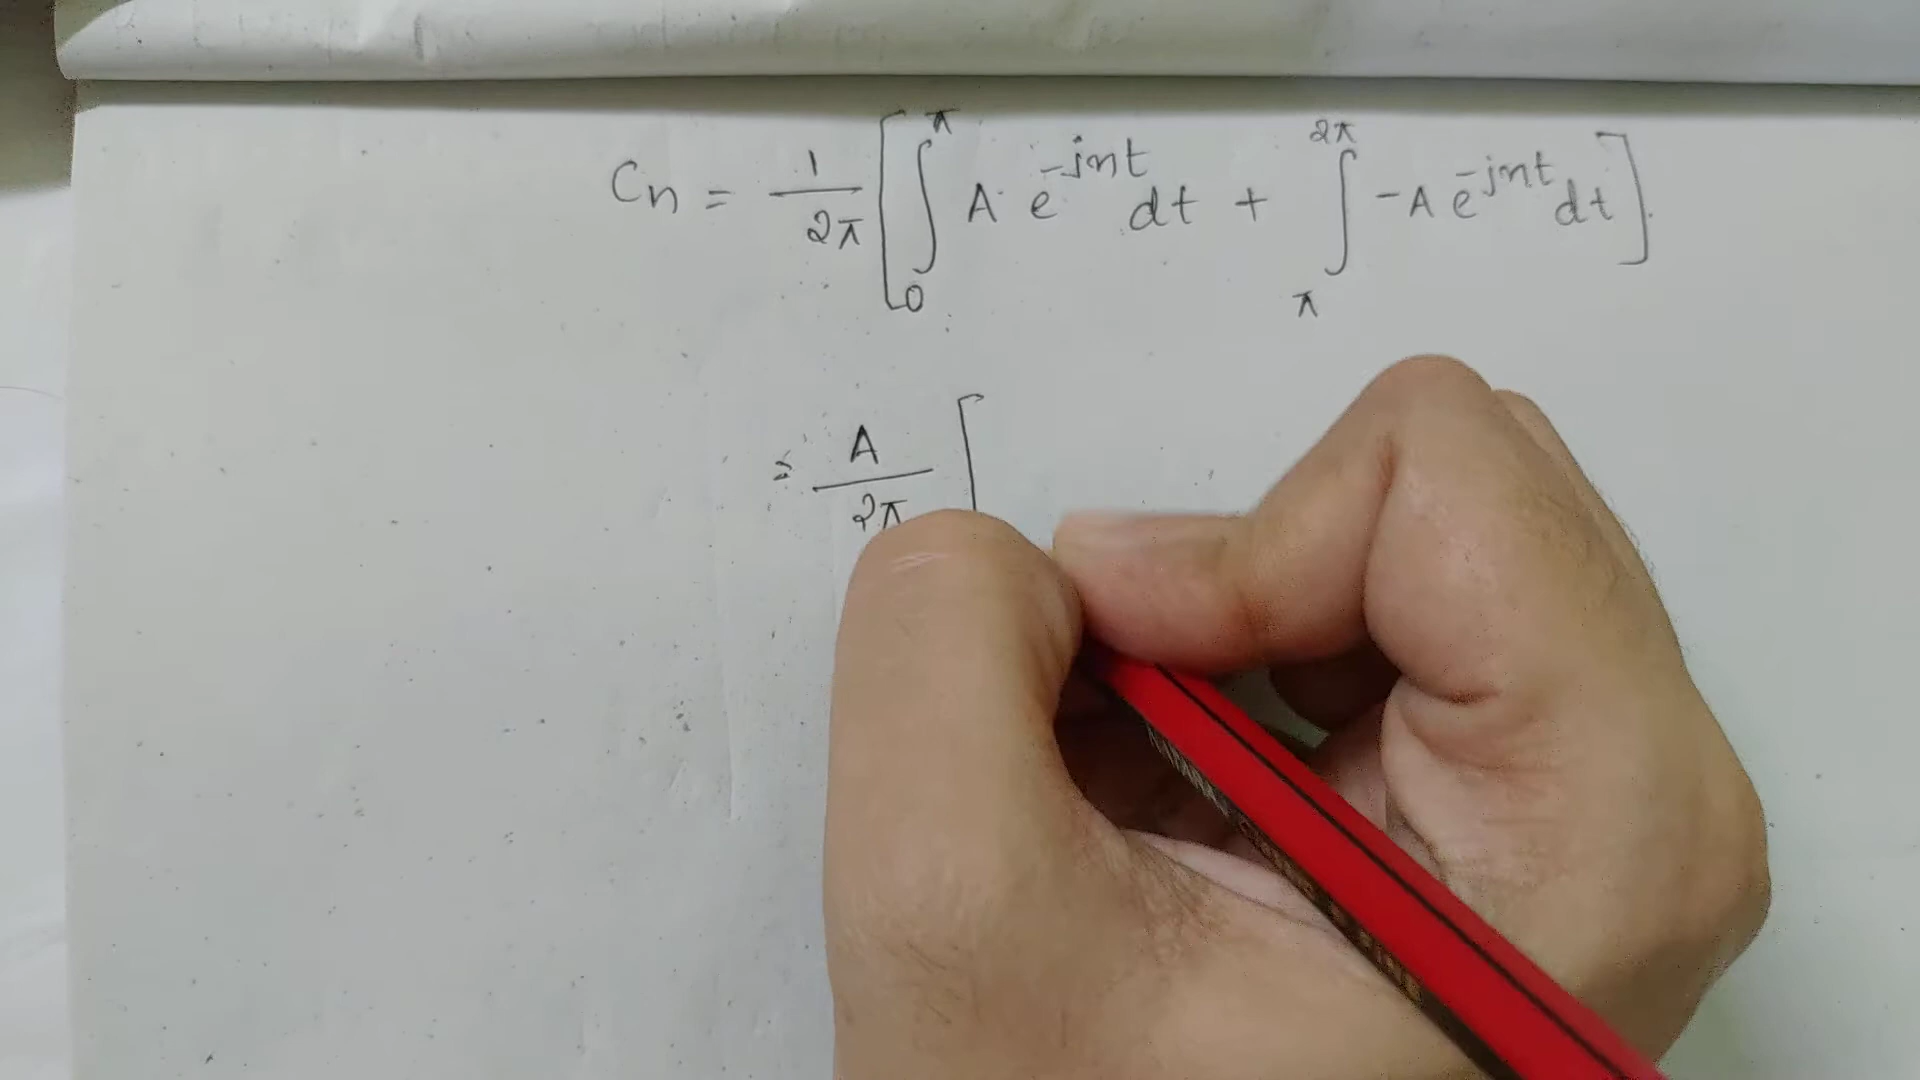 Cn = 1/2π [ ∫₀^π A e^{-jnt} dt + ∫_π^{2π} -A e^{-jnt} dt ]
= A/2π [